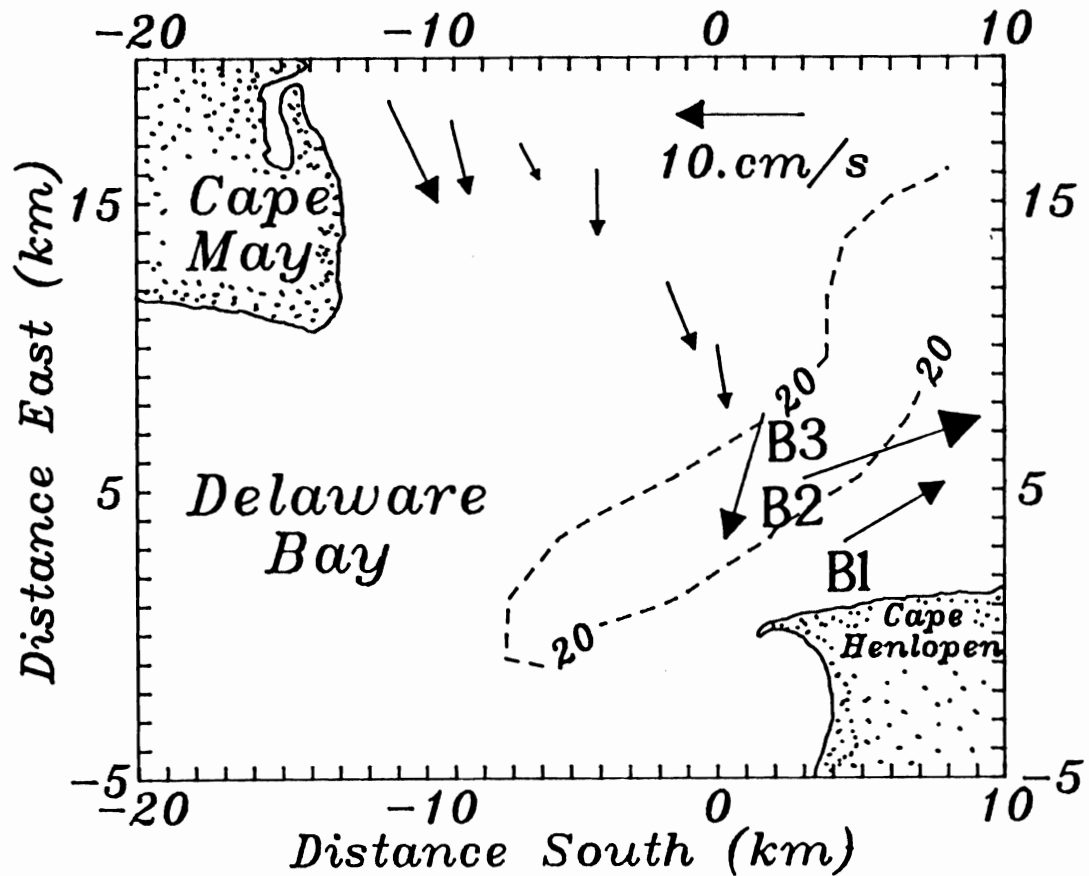 -20 -10 0 10
10.cm/s
15 Cape 15
May
20
20
B3
5 Delaware B2 5
Bay
B1
Cape
Henlopen
20
-5 -5
-20 -10 0 10
Distance South (km)
Distance East (km)